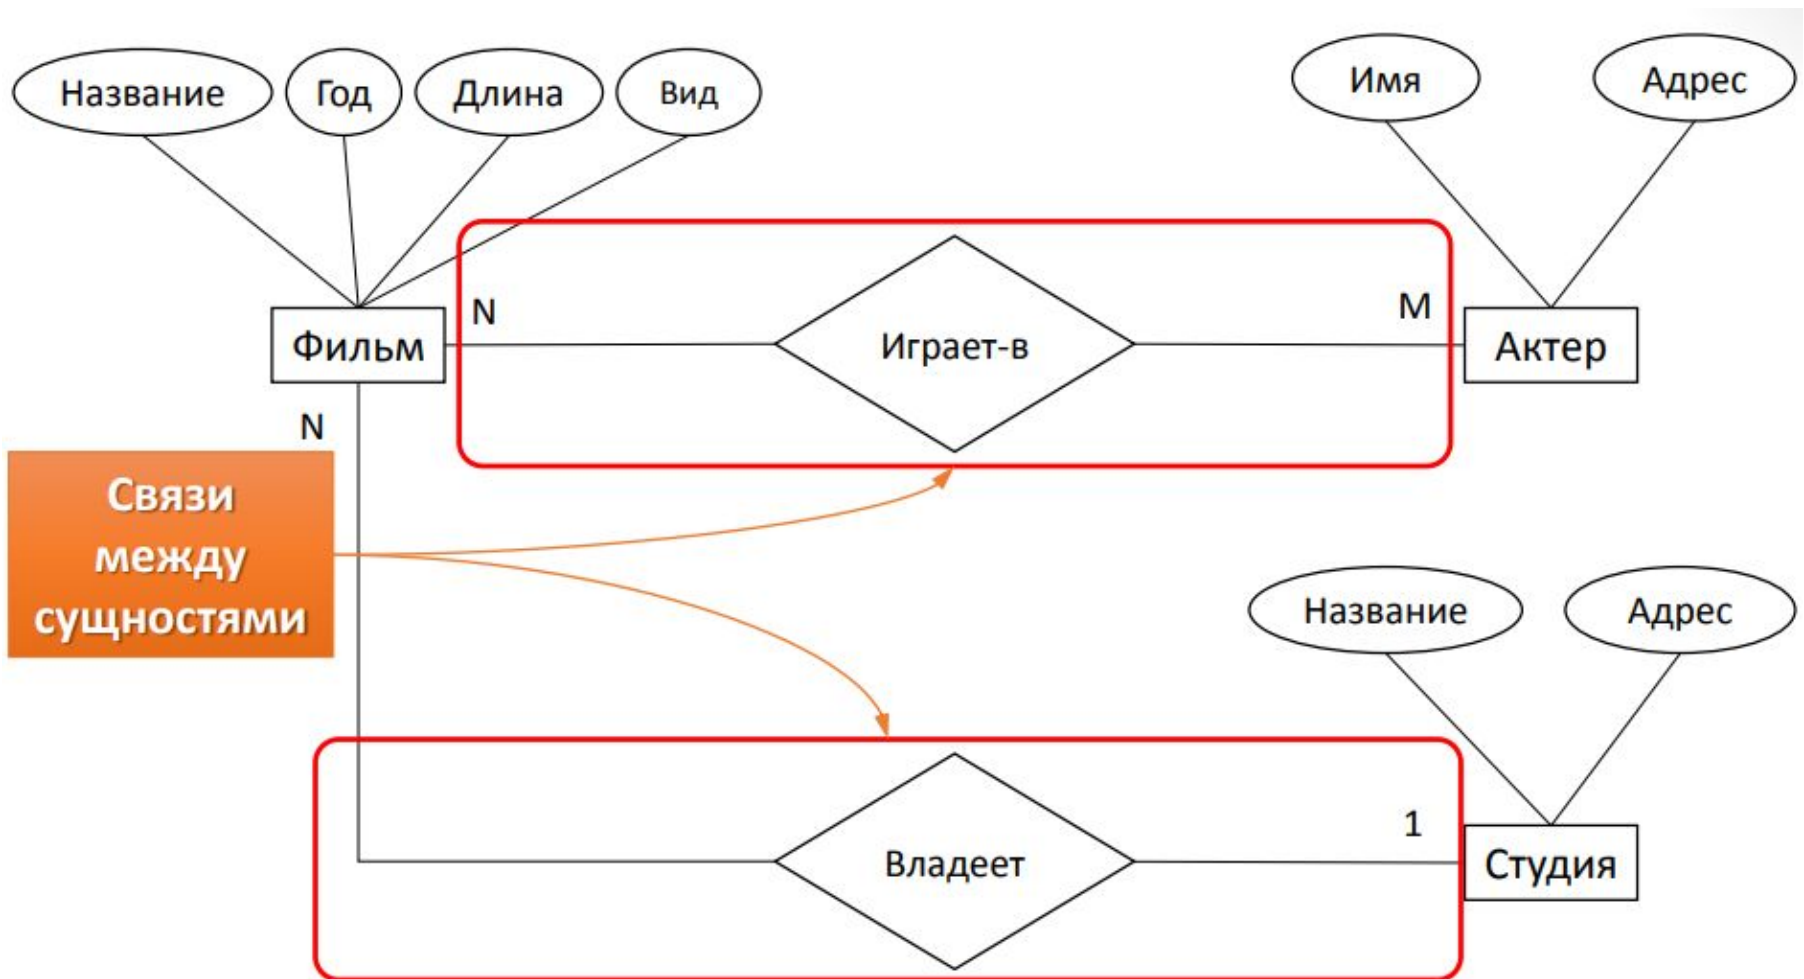 Название
Год
Длина
Вид
Имя
Адрес
N
M
Фильм
Играет-в
Актер
N
Связи
между
сущностями
Название
Адрес
1
Владеет
Студия